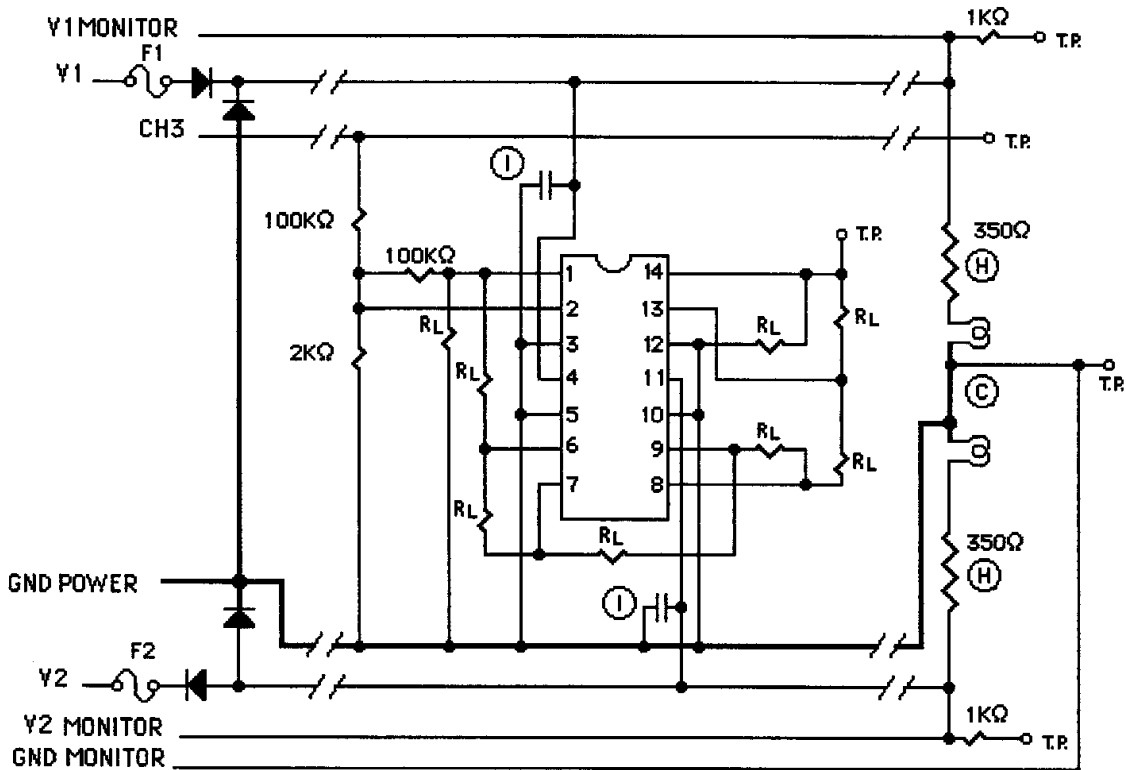 V1 MONITOR
1KΩ
T.P.
F1
V1
CH3
T.P.
I
100KΩ
350Ω
H
T.P.
100KΩ
1
14
2
13
RL
RL
RL
2KΩ
3
12
RL
4
11
T.P.
C
5
10
6
9
RL
7
8
RL
RL
RL
350Ω
H
GND POWER
I
F2
V2
1KΩ
V2 MONITOR
T.P.
GND MONITOR